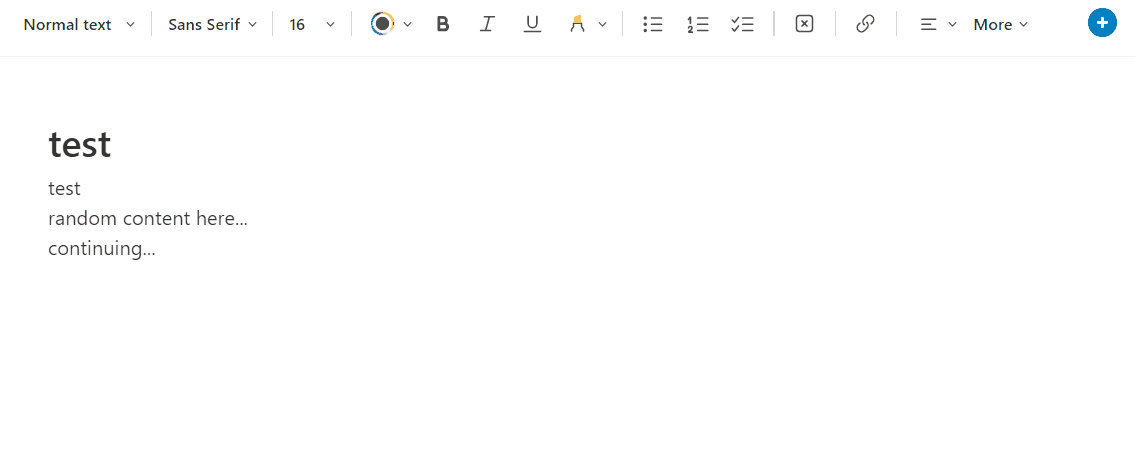 Normal text Sans Serif 16 B I U More
test
test
random content here...
continuing...